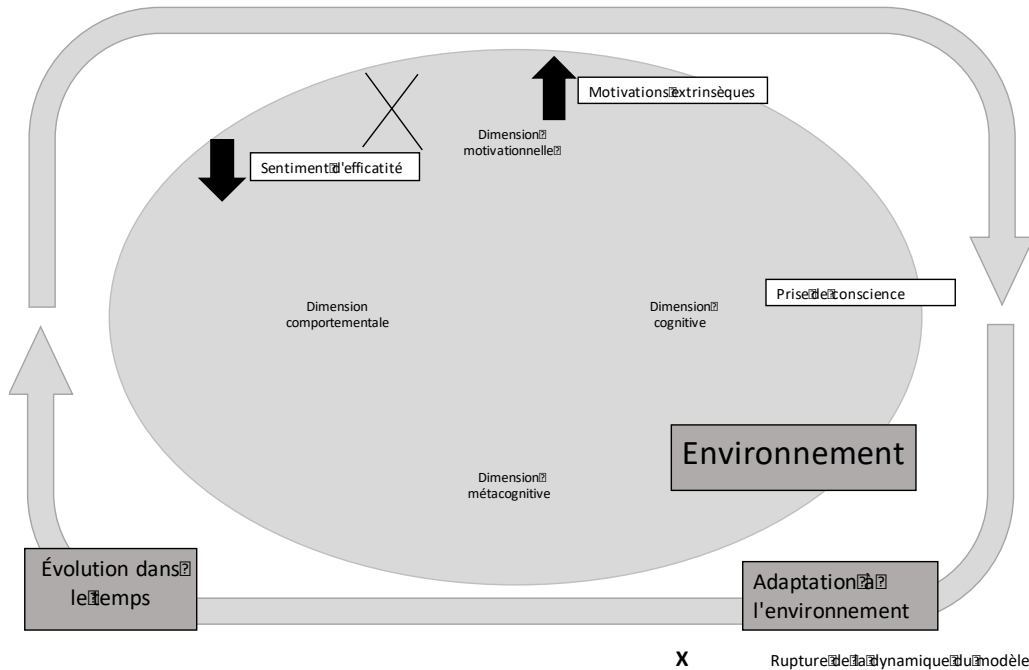 Motivations extrinsèques
Dimension
motivationnelle
Sentiment d'efficatité
Prise de conscience
Dimension
comportementale
Dimension
cognitive
Environnement
Dimension
métacognitive
Évolution dans
le temps
Adaptation à
l'environnement
X Rupture de la dynamique du modèle